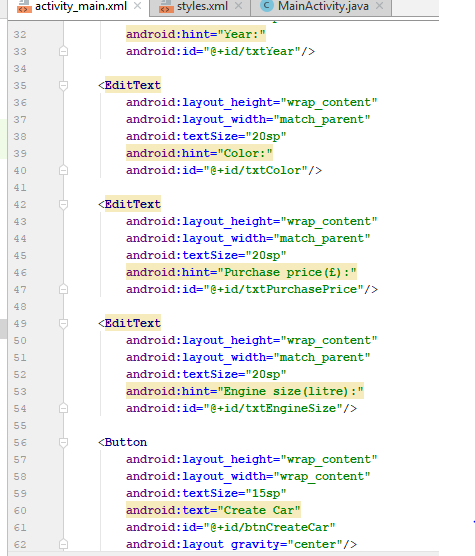 activity_main.xml × styles.xml × MainActivity.java ×
32 android:hint="Year:"
33 android:id="@+id/txtYear"/>
34
35 <EditText
36 android:layout_height="wrap_content"
37 android:layout_width="match_parent"
38 android:textSize="20sp"
39 android:hint="Color:"
40 android:id="@+id/txtColor"/>
41
42 <EditText
43 android:layout_height="wrap_content"
44 android:layout_width="match_parent"
45 android:textSize="20sp"
46 android:hint="Purchase price(£):"
47 android:id="@+id/txtPurchasePrice"/>
48
49 <EditText
50 android:layout_height="wrap_content"
51 android:layout_width="match_parent"
52 android:textSize="20sp"
53 android:hint="Engine size(litre):"
54 android:id="@+id/txtEngineSize"/>
55
56 <Button
57 android:layout_height="wrap_content"
58 android:layout_width="wrap_content"
59 android:textSize="15sp"
60 android:text="Create Car"
61 android:id="@+id/btnCreateCar"
62 android:layout_gravity="center"/>